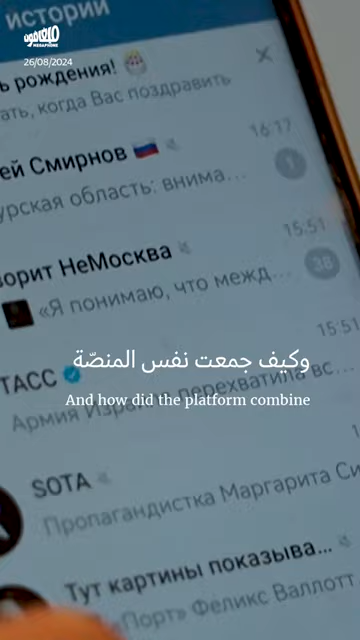 истории
ميغافون
MEGAPHONE
26/08/2024
ь рождения!
ать, когда Вас поздравить
16:17
ей Смирнов
урская область: внима...
1
15:51
ворит НеМосква
«Я понимаю, что межд...
38
15:51
وكيف جمعت نفس المنصّة
ТАСС
And how did the platform combine
Армия Израиля перехватила вс...
SOTA
Пропагандистка Маргарита Си
Тут картины показыва...
Порт» Феликс Валлотт